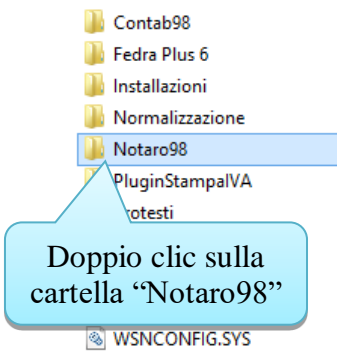 Contab98
Fedra Plus 6
Installazioni
Normalizzazione
Notaro98
PluginStampaIVA
rotesti
Doppio clic sulla
cartella “Notaro98”
WSNCONFIG.SYS